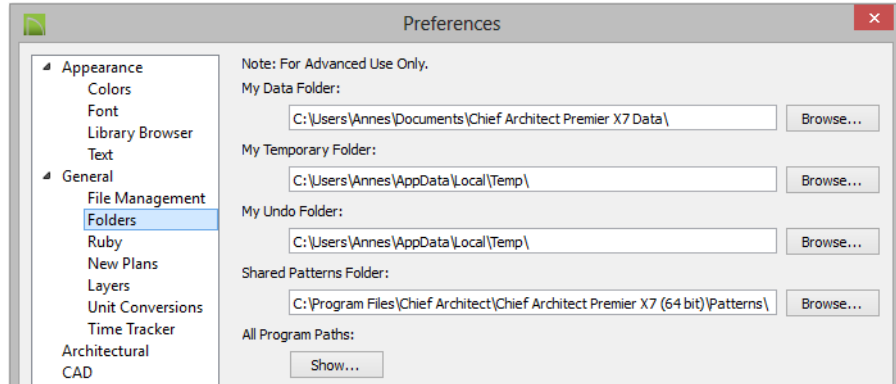 Preferences
Appearance
Colors
Font
Library Browser
Text
General
File Management
Folders
Ruby
New Plans
Layers
Unit Conversions
Time Tracker
Architectural
CAD
Note: For Advanced Use Only.
My Data Folder:
C:\Users\Annes\Documents\Chief Architect Premier X7 Data\ Browse...
My Temporary Folder:
C:\Users\Annes\AppData\Local\Temp\ Browse...
My Undo Folder:
C:\Users\Annes\AppData\Local\Temp\ Browse...
Shared Patterns Folder:
C:\Program Files\Chief Architect\Chief Architect Premier X7 (64 bit)\Patterns\ Browse...
All Program Paths:
Show...